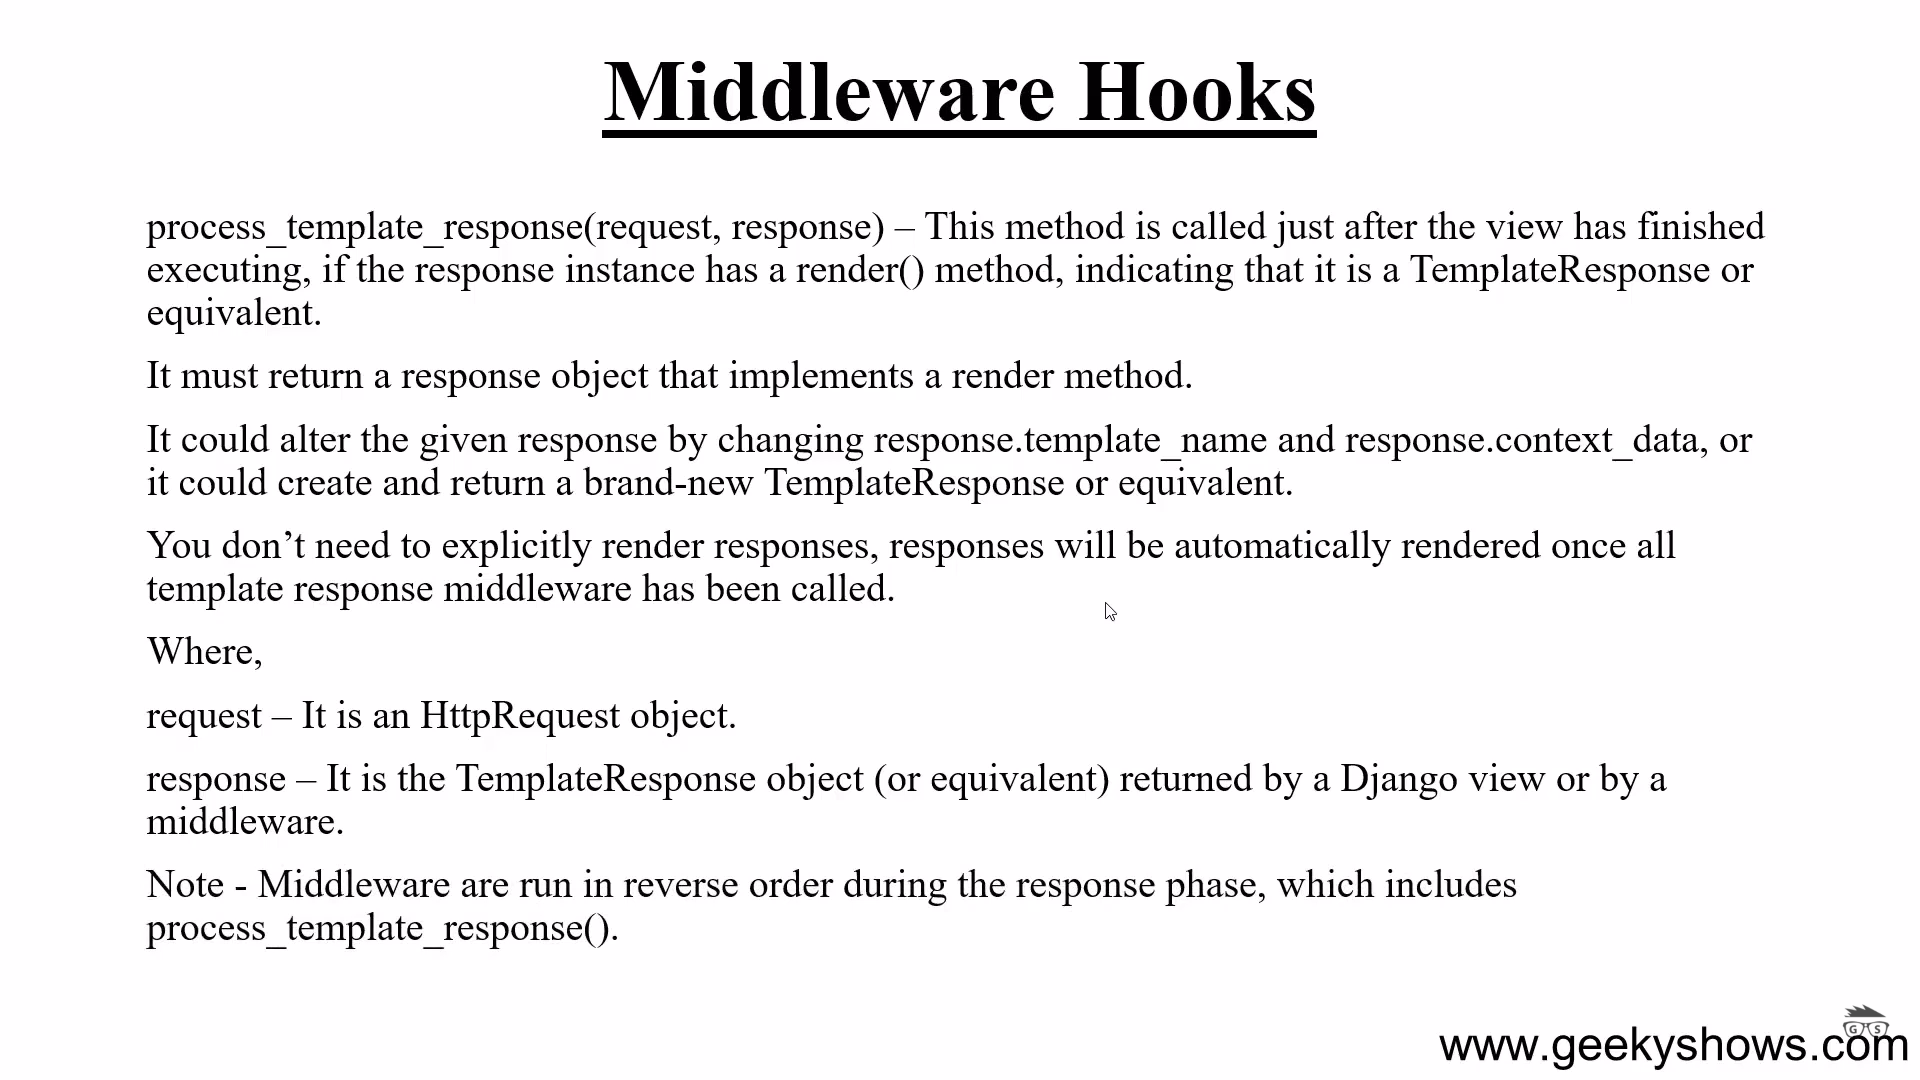 Middleware Hooks
process_template_response(request, response) – This method is called just after the view has finished
executing, if the response instance has a render() method, indicating that it is a TemplateResponse or
equivalent.
It must return a response object that implements a render method.
It could alter the given response by changing response.template_name and response.context_data, or
it could create and return a brand-new TemplateResponse or equivalent.
You don’t need to explicitly render responses, responses will be automatically rendered once all
template response middleware has been called.
Where,
request – It is an HttpRequest object.
response – It is the TemplateResponse object (or equivalent) returned by a Django view or by a
middleware.
Note - Middleware are run in reverse order during the response phase, which includes
process_template_response().
G S
www.geekyshows.com